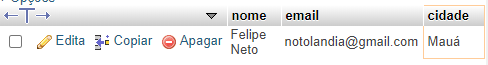 Opções
←T→ nome email cidade
Edita Copiar Apagar Felipe Neto notolandia@gmail.com Mauá